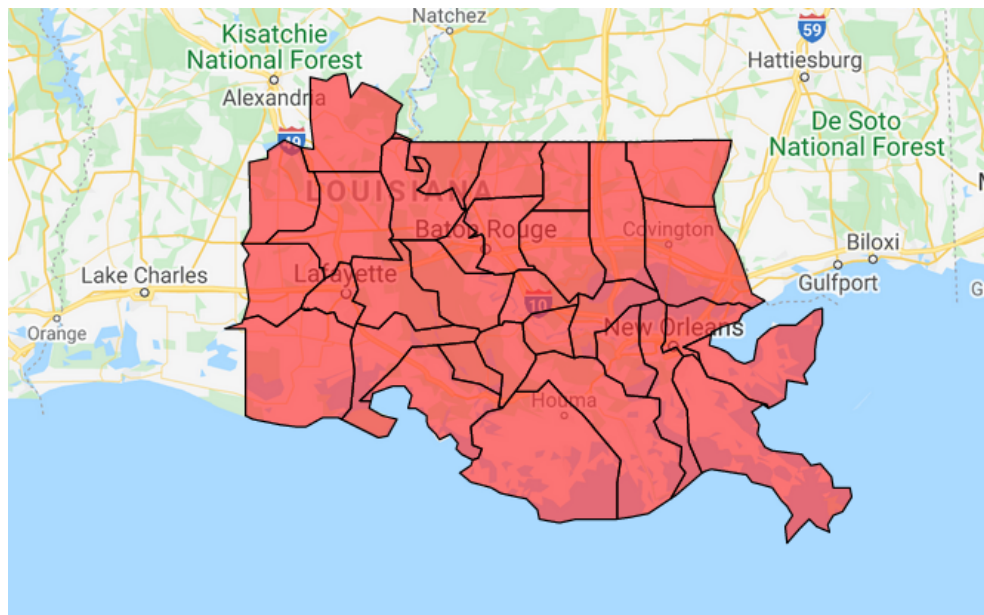 Natchez
Kisatchie
National Forest
59
Hattiesburg
Alexandria
De Soto
National Forest
49
LOUISIANA
Baton Rouge
Covington
Biloxi
Lake Charles
Lafayette
Gulfport
10
Orange
New Orleans
Houma